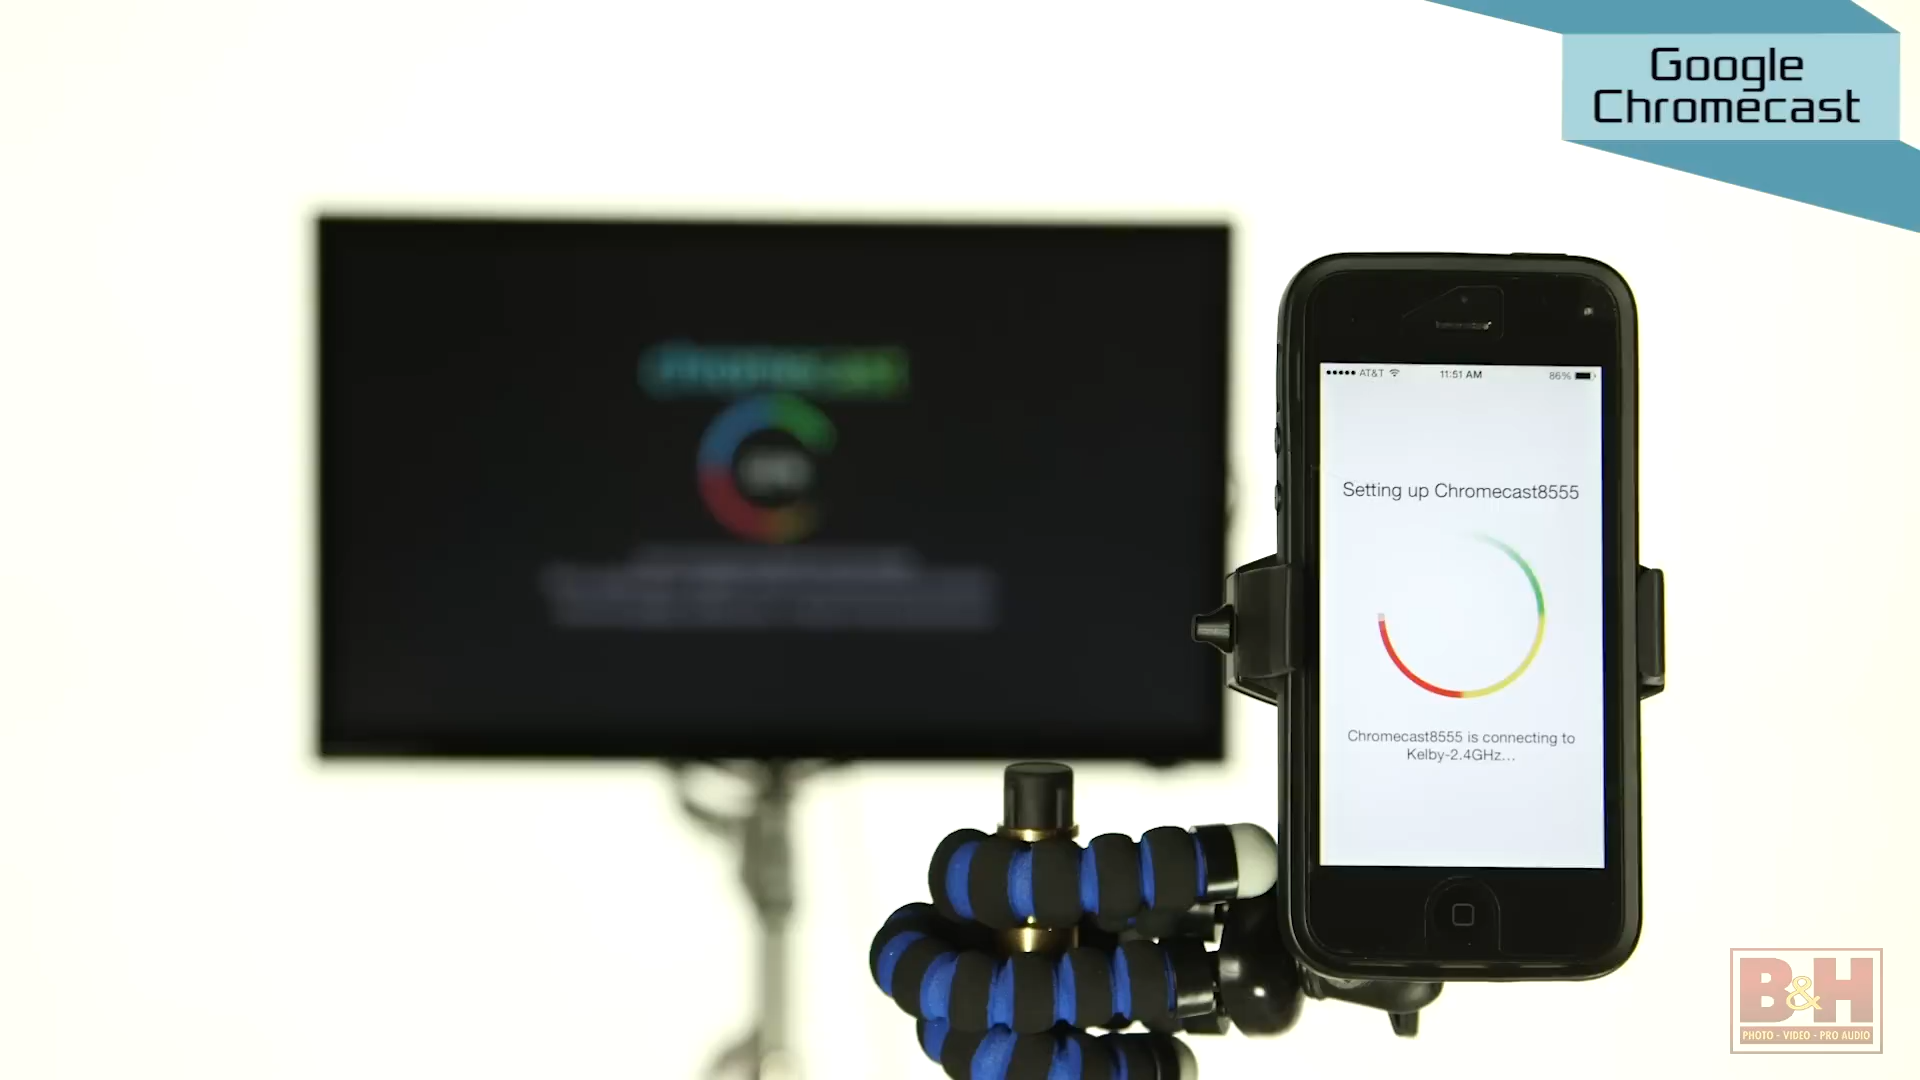 Google
Chromecast
chromecast
AT&T
11:51 AM
86%
Setting up Chromecast8555
Chromecast8555 is connecting to
Kelby-2.4GHz...
B&H
PHOTO - VIDEO - PRO AUDIO